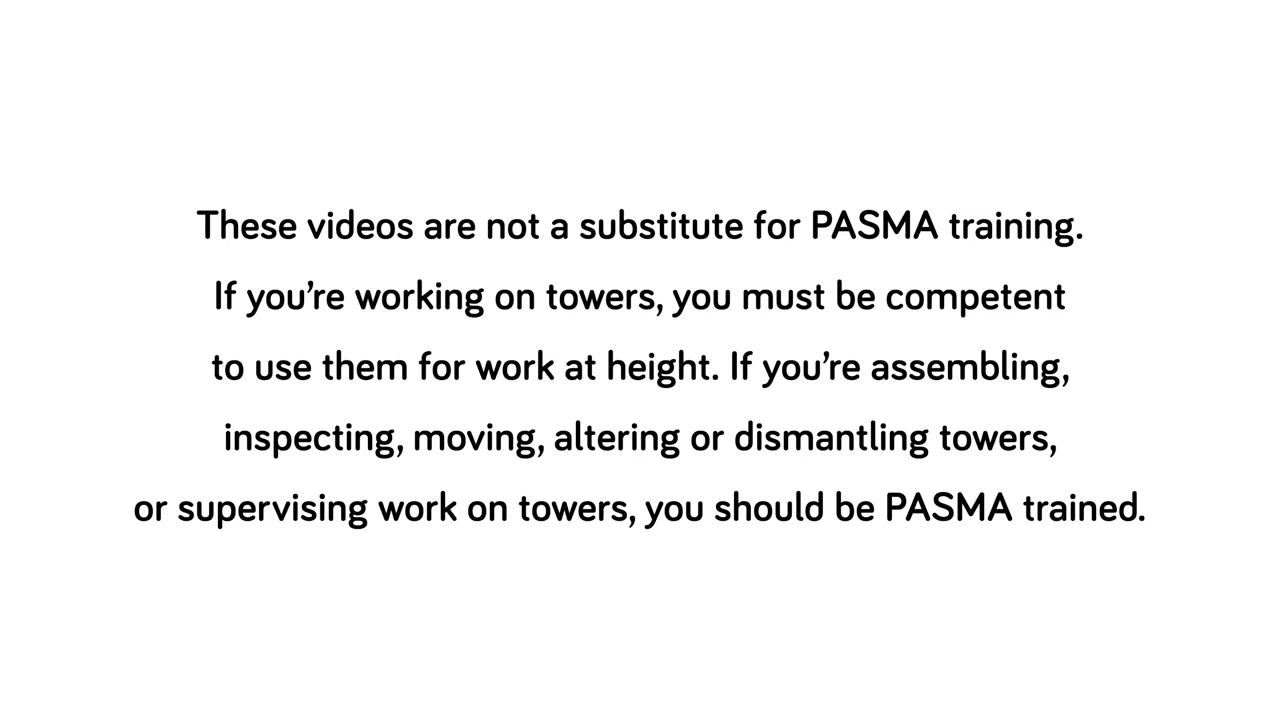 These videos are not a substitute for PASMA training.
If you’re working on towers, you must be competent
to use them for work at height. If you’re assembling,
inspecting, moving, altering or dismantling towers,
or supervising work on towers, you should be PASMA trained.